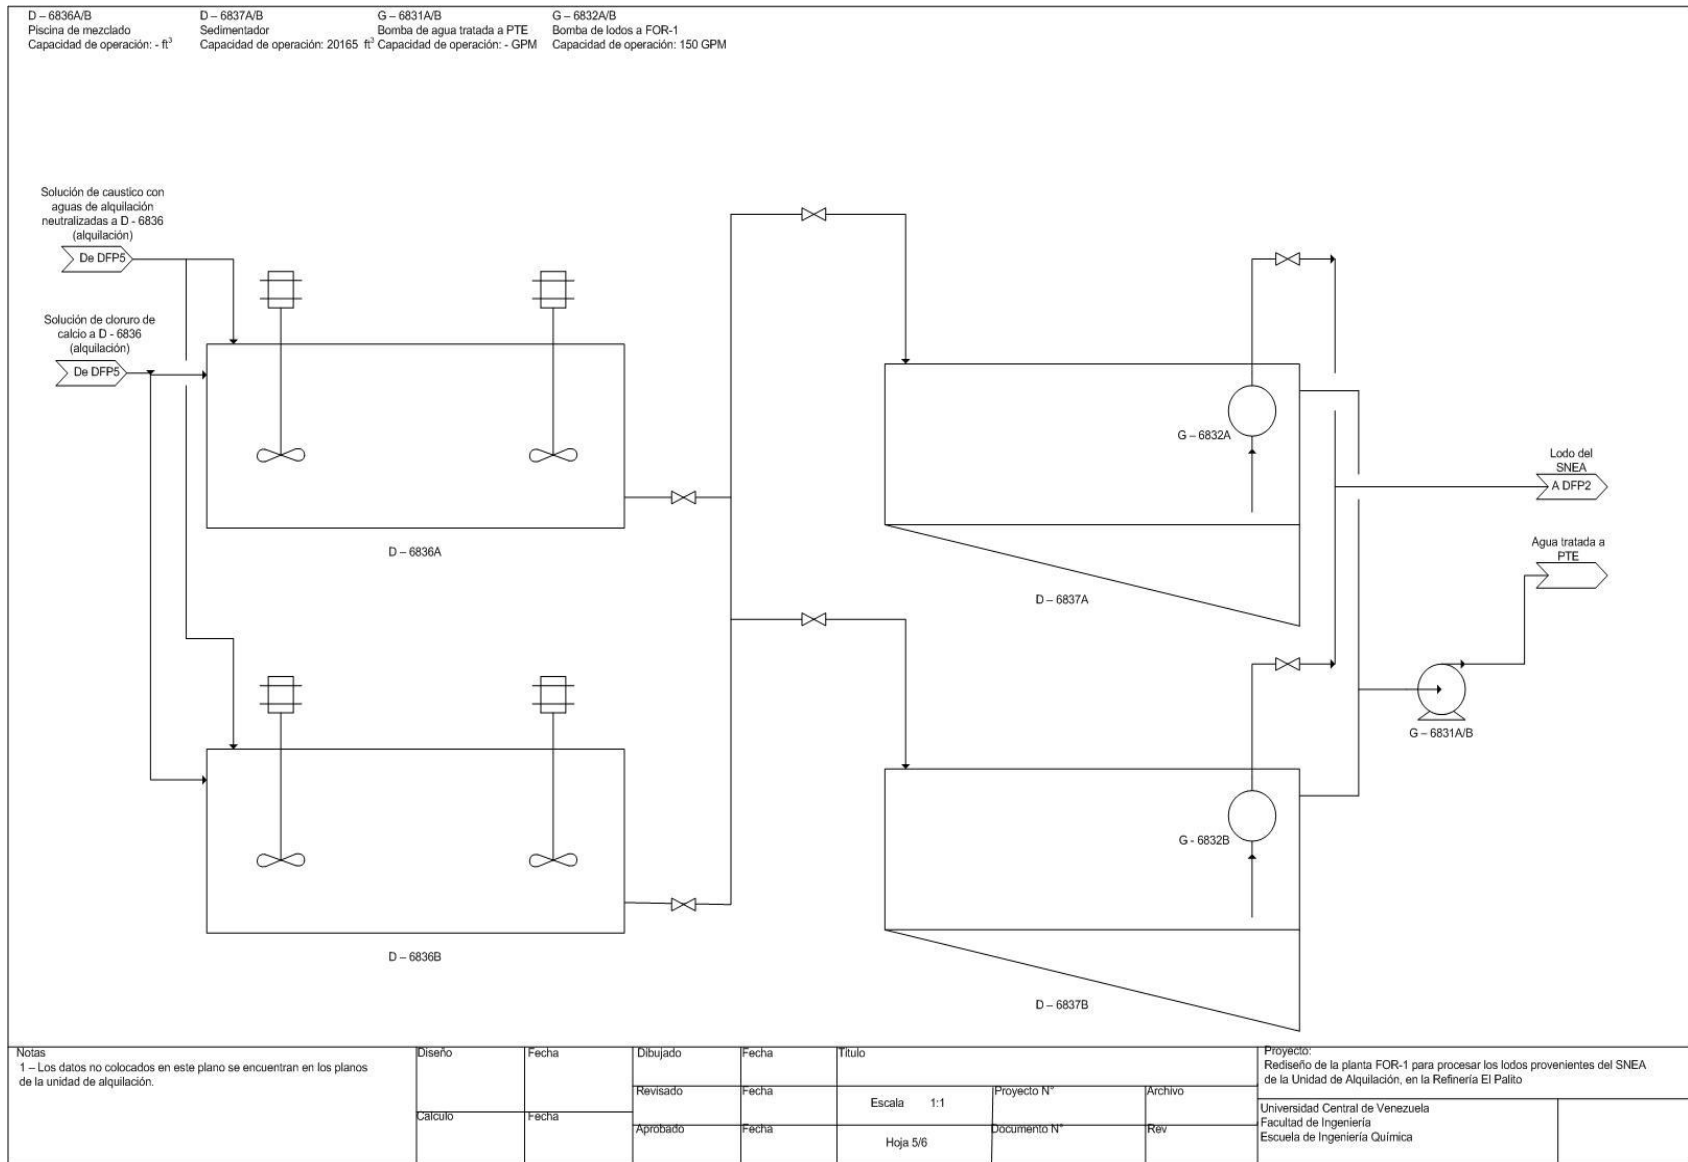 D – 6836A/B
Piscina de mezclado
Capacidad de operación: - ft³
D – 6837A/B
Sedimentador
Capacidad de operación: 20165 ft³
G – 6831A/B
Bomba de agua tratada a PTE
Capacidad de operación: - GPM
G – 6832A/B
Bomba de lodos a FOR-1
Capacidad de operación: 150 GPM
Solución de caustico con
aguas de alquilación
neutralizadas a D - 6836
(alquilación)
De DFP5
Solución de cloruro de
calcio a D - 6836
(alquilación)
De DFP5
D – 6836A
G – 6832A
D – 6837A
Lodo del
SNEA
A DFP2
Agua tratada a
PTE
G – 6831A/B
G - 6832B
D – 6836B
D – 6837B
Notas
1 – Los datos no colocados en este plano se encuentran en los planos
de la unidad de alquilación.
Diseño
Fecha
Calculo
Fecha
Dibujado
Fecha
Revisado
Fecha
Aprobado
Fecha
Titulo
Escala 1:1
Proyecto N°
Archivo
Hoja 5/6
Documento N°
Rev
Proyecto:
Rediseño de la planta FOR-1 para procesar los lodos provenientes del SNEA
de la Unidad de Alquilación, en la Refinería El Palito
Universidad Central de Venezuela
Facultad de Ingeniería
Escuela de Ingeniería Química